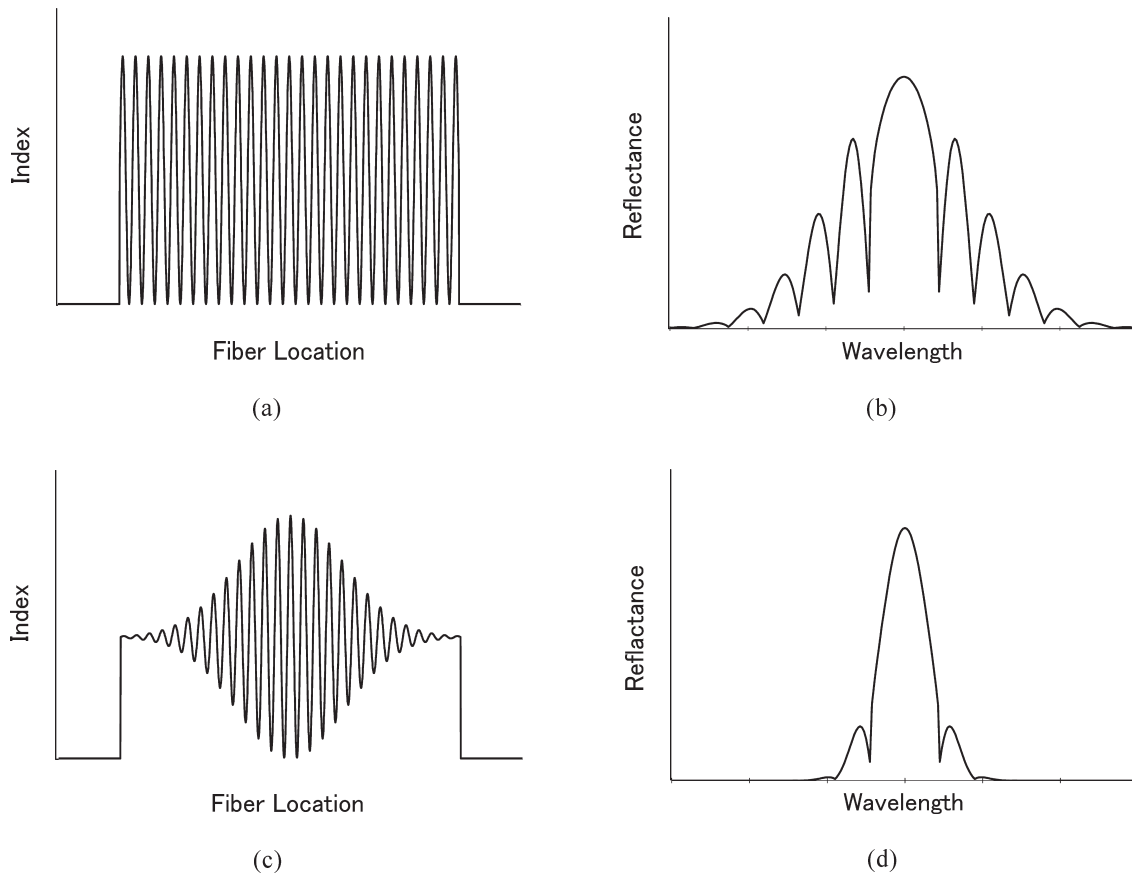 Index
Fiber Location
(a)
Reflectance
Wavelength
(b)
Index
Fiber Location
(c)
Reflactance
Wavelength
(d)